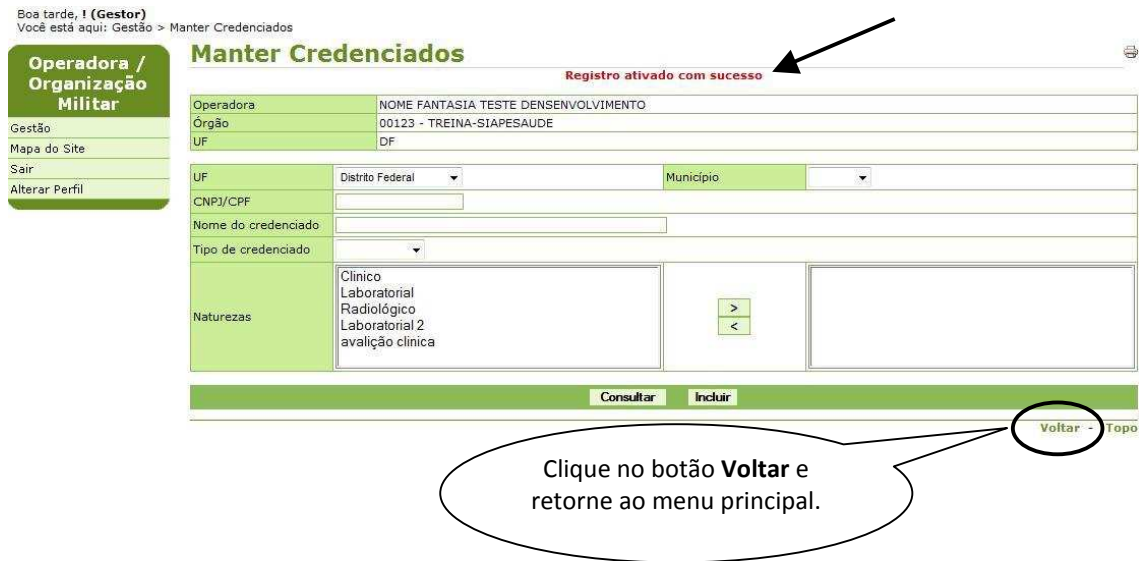 Boa tarde, ! (Gestor)
Você está aqui: Gestão > Manter Credenciados
Operadora /
Organização
Militar
Gestão
Mapa do Site
Sair
Alterar Perfil
Manter Credenciados
Registro ativado com sucesso
Operadora NOME FANTASIA TESTE DENSENVOLVIMENTO
Órgão 00123 - TREINA-SIAPESAUDE
UF DF
UF Distrito Federal Município
CNPJ/CPF
Nome do credenciado
Tipo de credenciado
Naturezas
Clinico
Laboratorial
Radiológico
Laboratorial 2
avalição clinica
>
<
Consultar Incluir
Voltar - Topo
Clique no botão Voltar e
retorne ao menu principal.